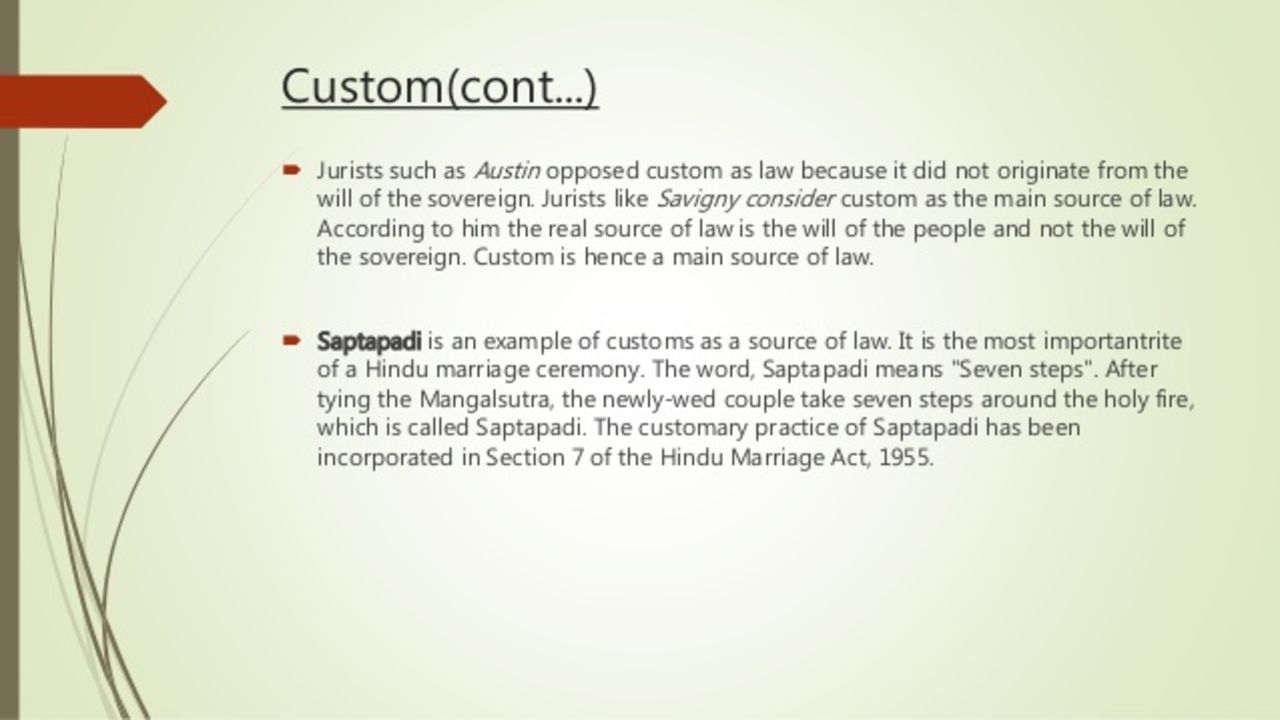 Custom(cont...)
Jurists such as Austin opposed custom as law because it did not originate from the
will of the sovereign. Jurists like Savigny consider custom as the main source of law.
According to him the real source of law is the will of the people and not the will of
the sovereign. Custom is hence a main source of law.
Saptapadi is an example of customs as a source of law. It is the most importantrite
of a Hindu marriage ceremony. The word, Saptapadi means "Seven steps". After
tying the Mangalsutra, the newly-wed couple take seven steps around the holy fire,
which is called Saptapadi. The customary practice of Saptapadi has been
incorporated in Section 7 of the Hindu Marriage Act, 1955.